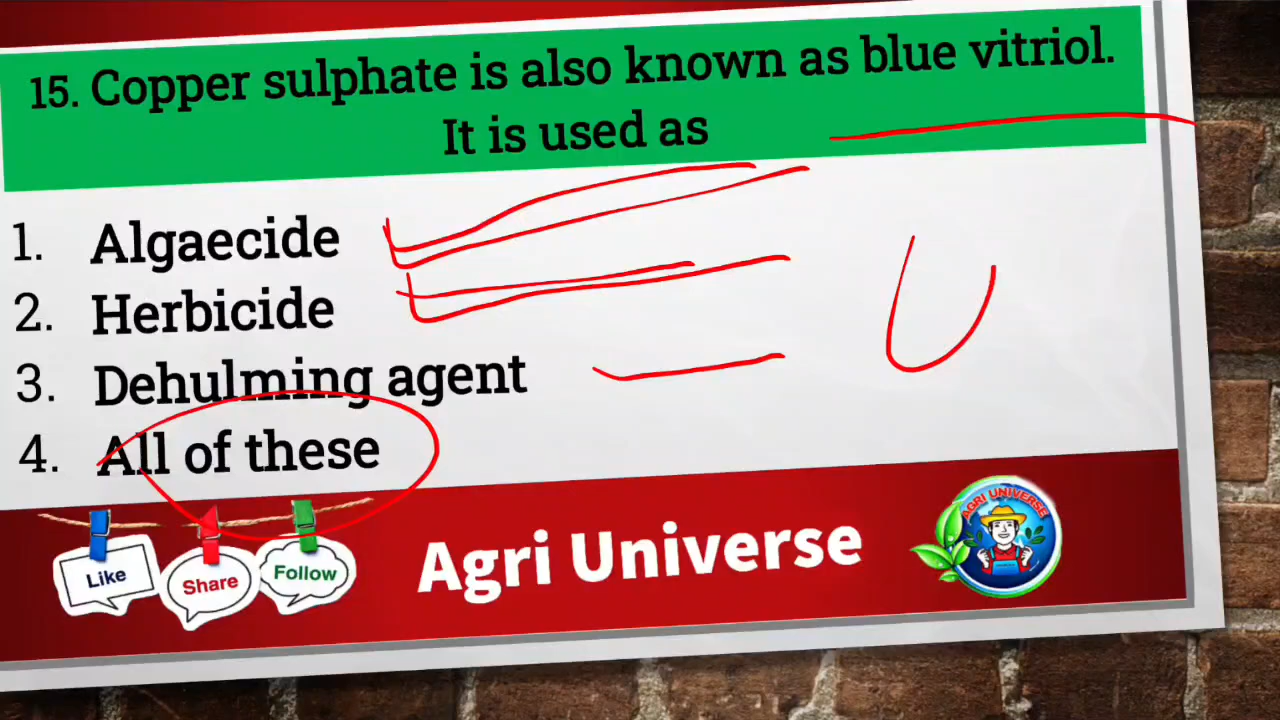 15. Copper sulphate is also known as blue vitriol.
It is used as
1. Algaecide
2. Herbicide
3. Dehulming agent
4. All of these
Like
Share
Follow
Agri Universe
AGRI UNIVERSE